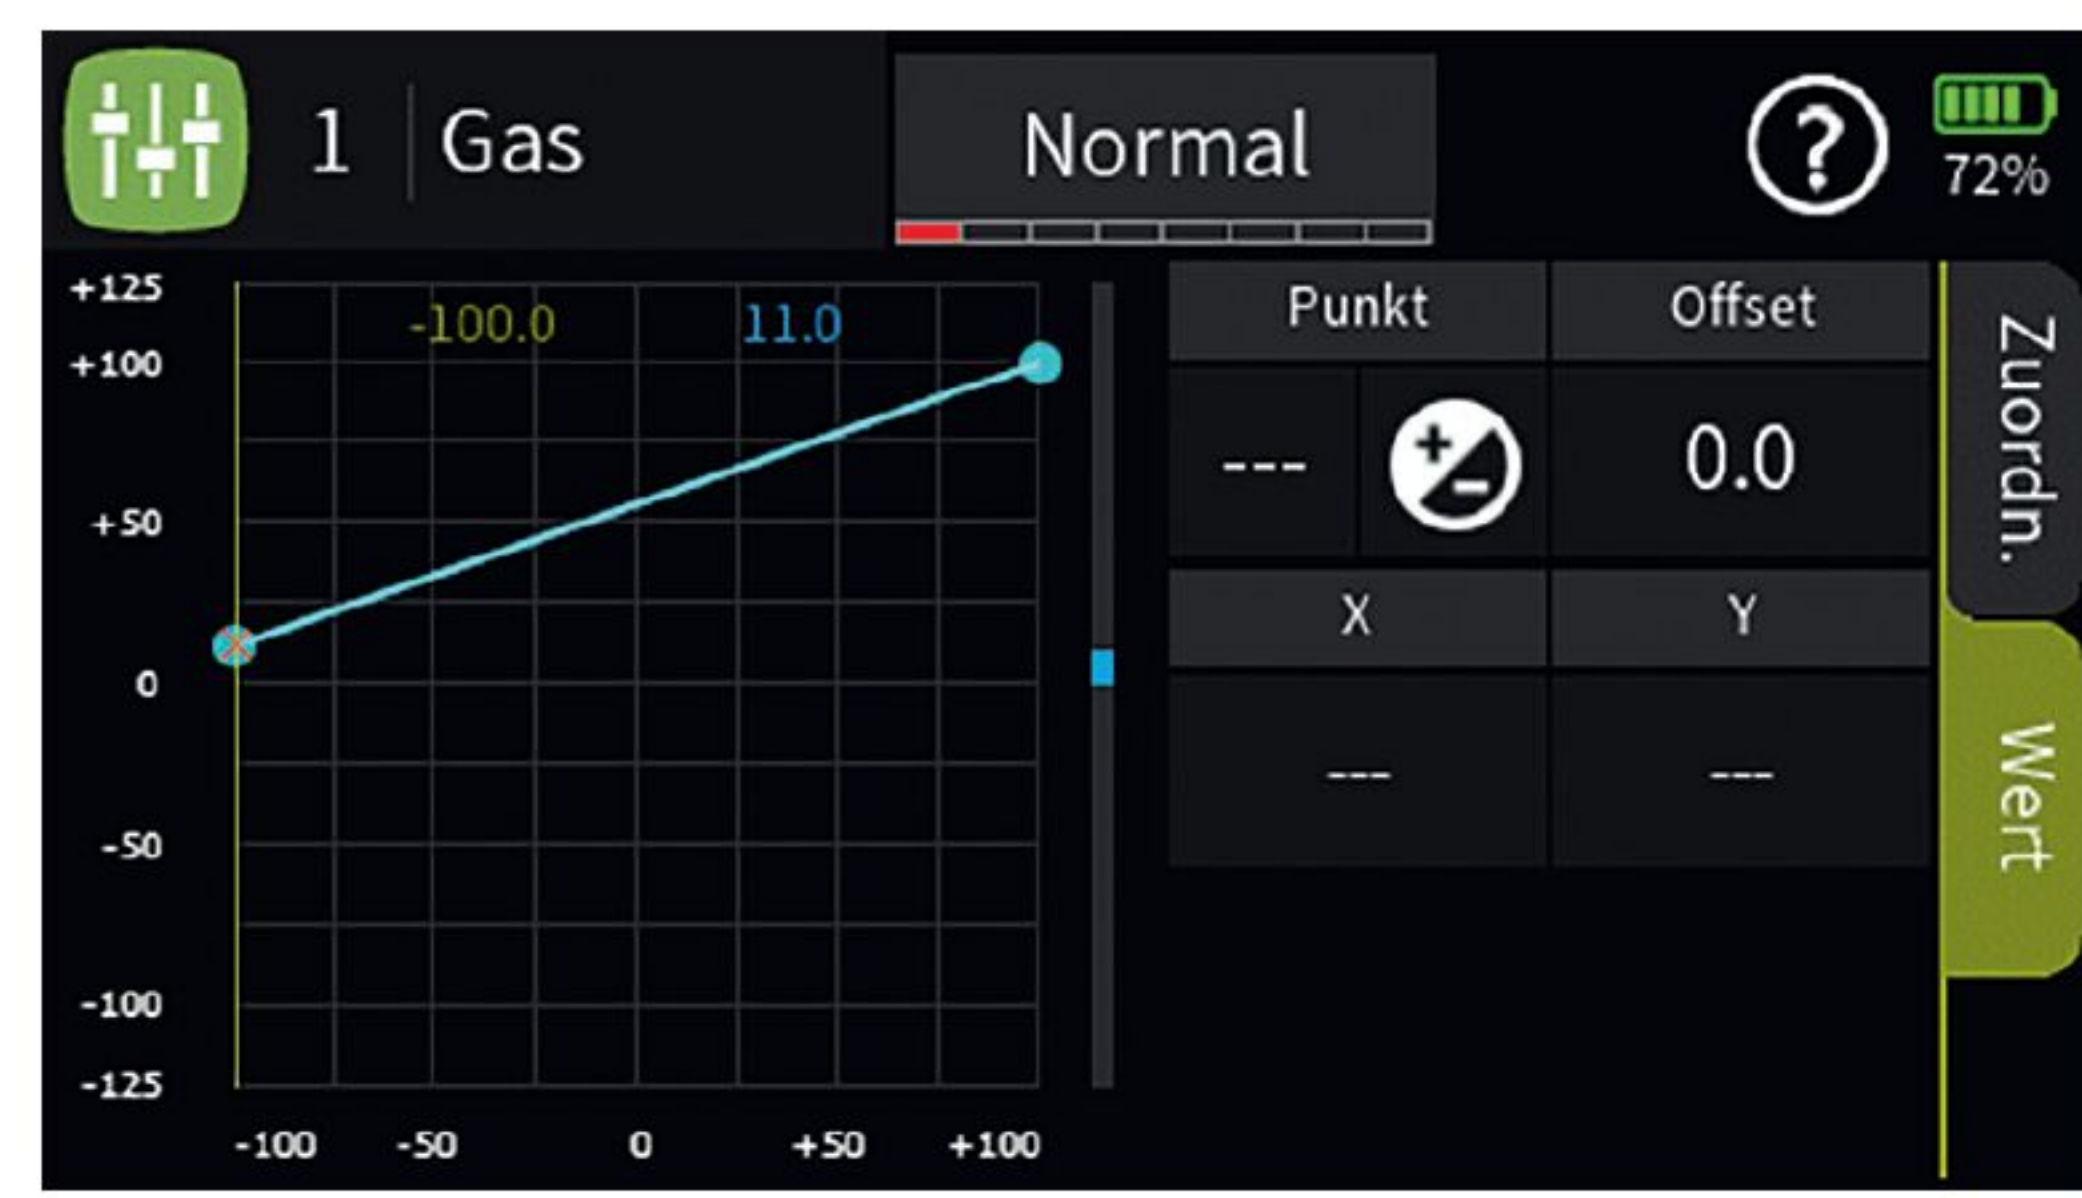 1 Gas Normal ? 72%
+125
-100.0 11.0
+100
+50
0
-50
-100
-125
-100 -50 0 +50 +100
Punkt Offset
--- + - 0.0
X Y
--- ---
Zuordn.
Wert